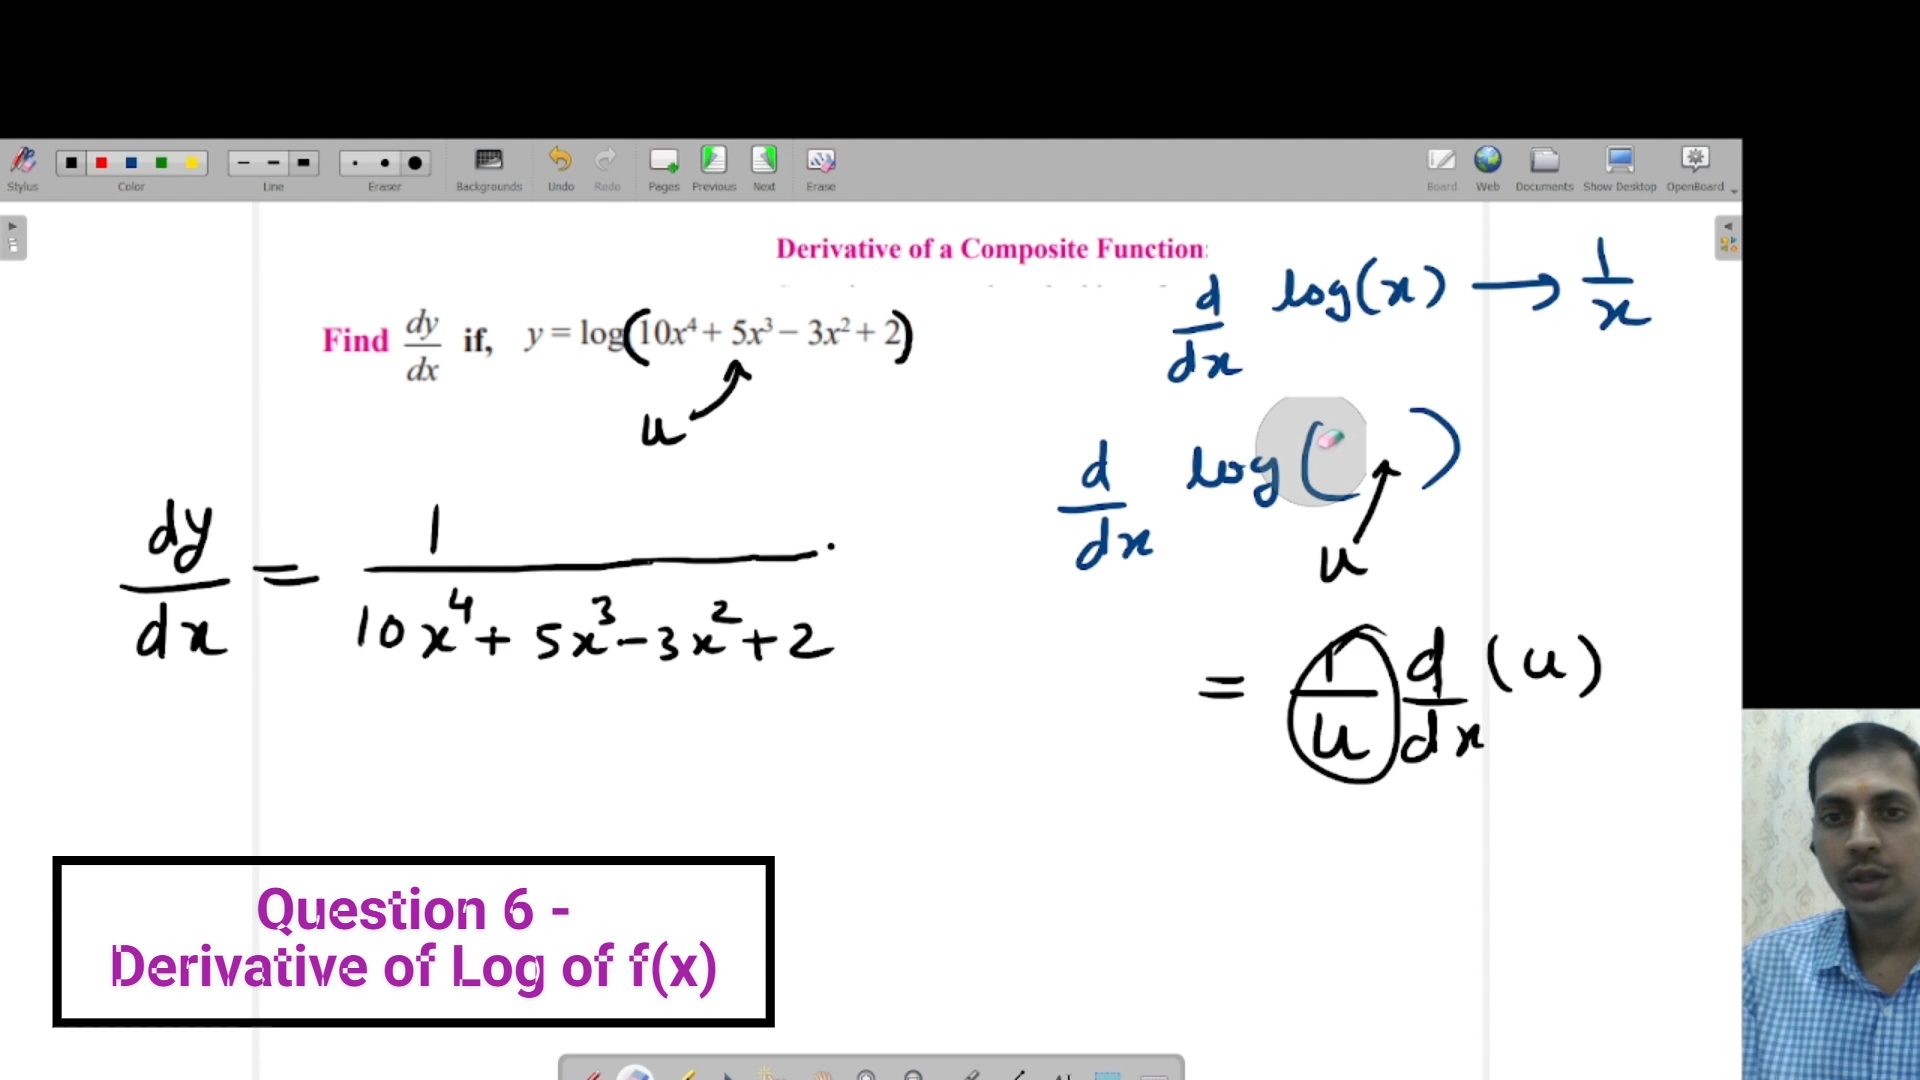 Stylus Color Line Eraser Backgrounds Undo Redo Pages Previous Next Erase Board Web Documents Show Desktop OpenBoard
Derivative of a Composite Function:
Find dy/dx if, y = log(10x⁴ + 5x³ – 3x² + 2)
u
d/dx log(x) → 1/x
d/dx log( )
u
= 1/u d/dx (u)
dy/dx = 1/(10x⁴ + 5x³ - 3x² + 2) .
Question 6 -
Derivative of Log of f(x)